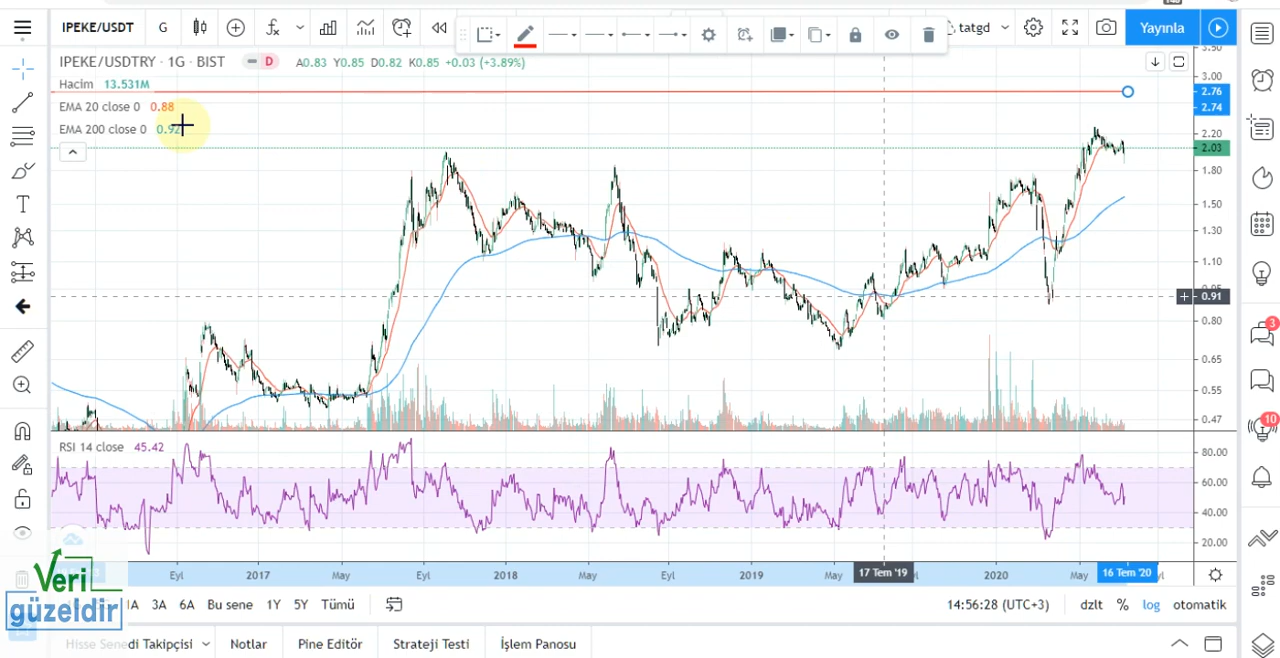 IPEKE/USDT G tatgd Yayınla
IPEKE/USDTRY · 1G · BIST D A0.83 Y0.85 D0.82 K0.85 +0.03 (+3.89%)
Hacim 13.531M
EMA 20 close 0 0.88
EMA 200 close 0 0.92
3.50
3.00
2.76
2.74
2.20
2.03
1.80
1.50
1.30
1.10
0.95
0.91
0.80
0.65
0.55
0.47
RSI 14 close 45.42
80.00
60.00
40.00
20.00
3
10
Eyl 2017 May Eyl 2018 May Eyl 2019 May 17 Tem '19 2020 May 16 Tem '20
3A 6A Bu sene 1Y 5Y Tümü 14:56:28 (UTC+3) dzlt % log otomatik
Hisse Senedi Takipçisi Notlar Pine Editör Strateji Testi İşlem Panosu
Veri
güzeldir